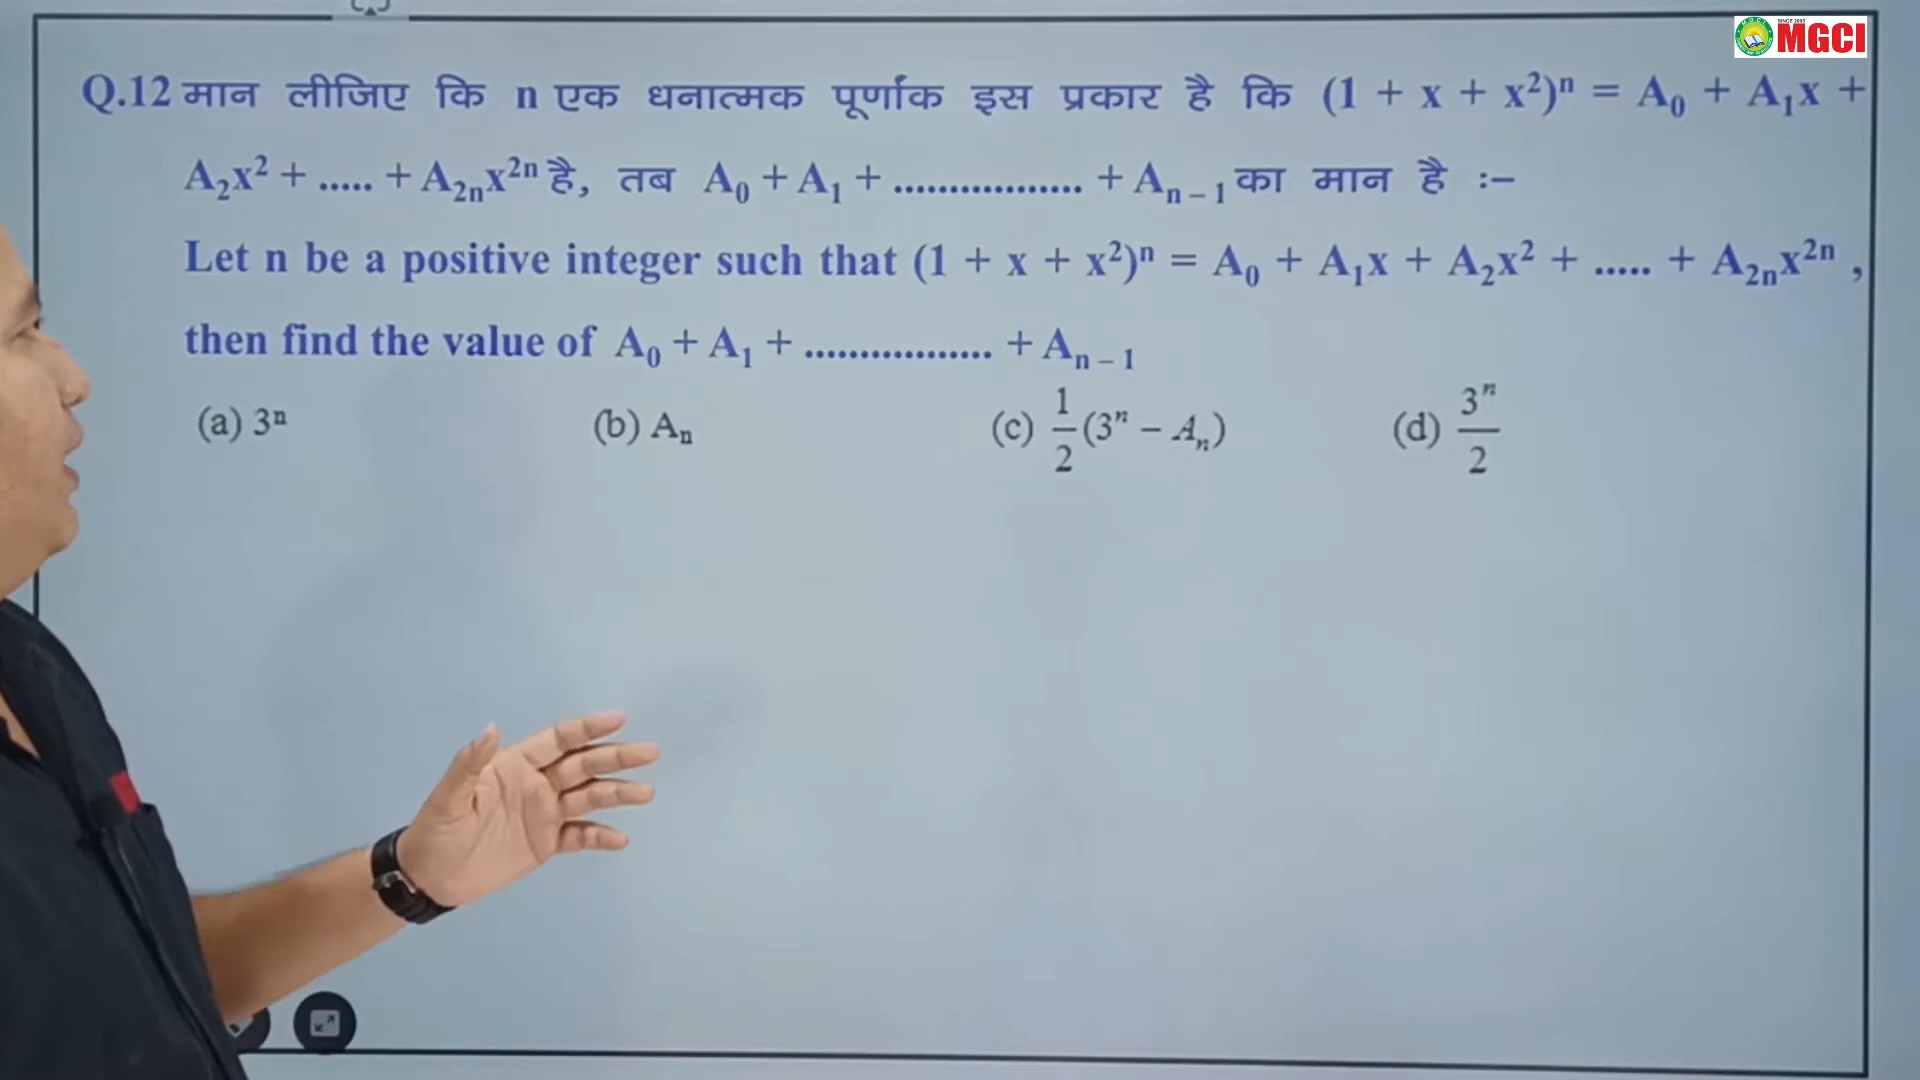 SINCE 2005
MGCI
Q.12 मान लीजिए कि n एक धनात्मक पूर्णांक इस प्रकार है कि (1 + x + x²)ⁿ = A₀ + A₁x +
A₂x² + ..... + A₂ₙx²ⁿ है, तब A₀ + A₁ + ................. + Aₙ₋₁ का मान है :–
Let n be a positive integer such that (1 + x + x²)ⁿ = A₀ + A₁x + A₂x² + ..... + A₂ₙx²ⁿ ,
then find the value of A₀ + A₁ + ................. + Aₙ₋₁
(a) 3ⁿ (b) Aₙ (c) 1/2 (3ⁿ – Aₙ) (d) 3ⁿ/2